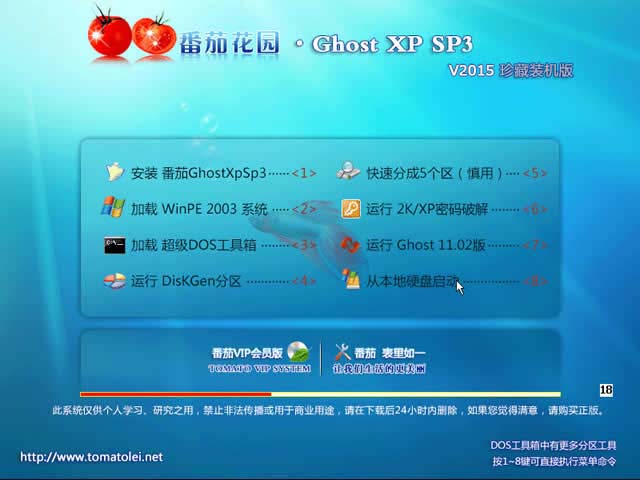 番茄花园 · Ghost XP SP3
V2015 珍藏装机版
安装 番茄GhostXpSp3······<1>
加载 WinPE 2003 系统 ····<2>
加载 超级DOS工具箱 ········<3>
运行 DisKGen分区 ············<4>
快速分成5个区（慎用）····<5>
运行 2K/XP密码破解 ········<6>
运行 Ghost 11.02版········<7>
从本地硬盘启动················<8>
番茄VIP会员版
TOMATO VIP SYSTEM
番茄 表里如一
让我们生活的更美丽
18
此系统仅供个人学习、研究之用，禁止非法传播或用于商业用途，请在下载后24小时内删除，如果您觉得满意，请购买正版。
http://www.tomatolei.net
DOS工具箱中有更多分区工具
按1~8键可直接执行菜单命令